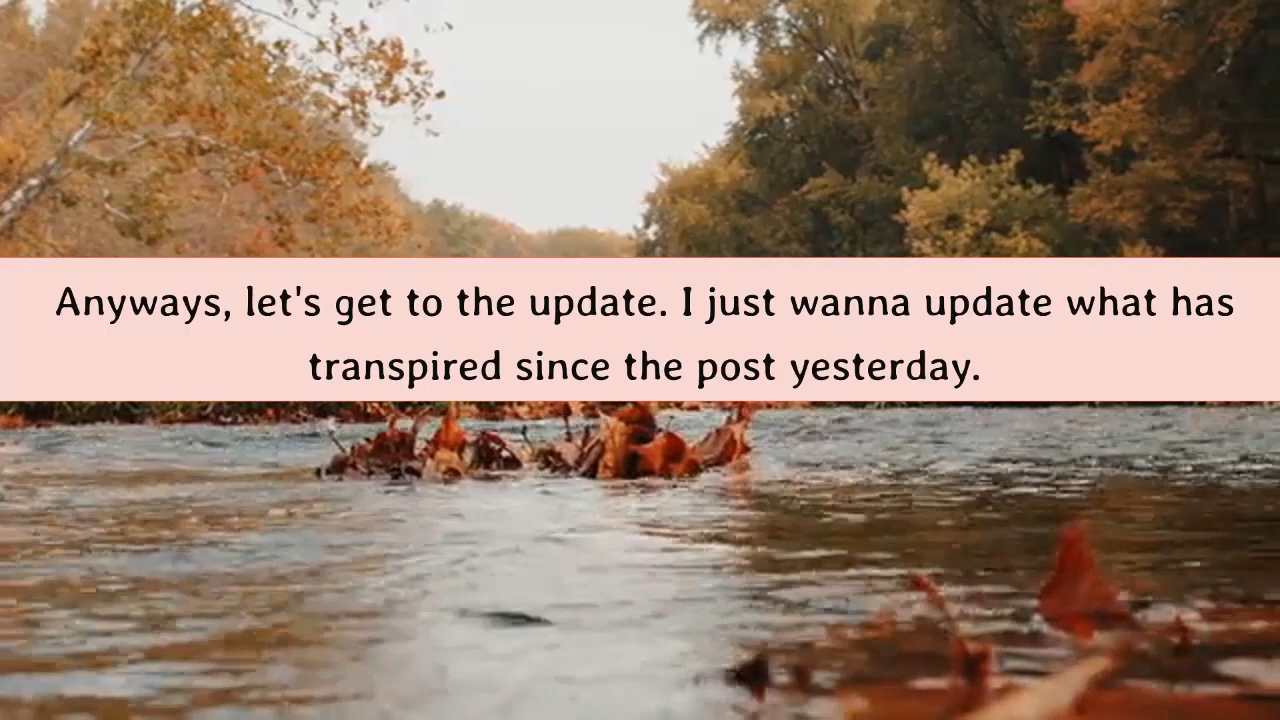 Anyways, let's get to the update. I just wanna update what has
transpired since the post yesterday.